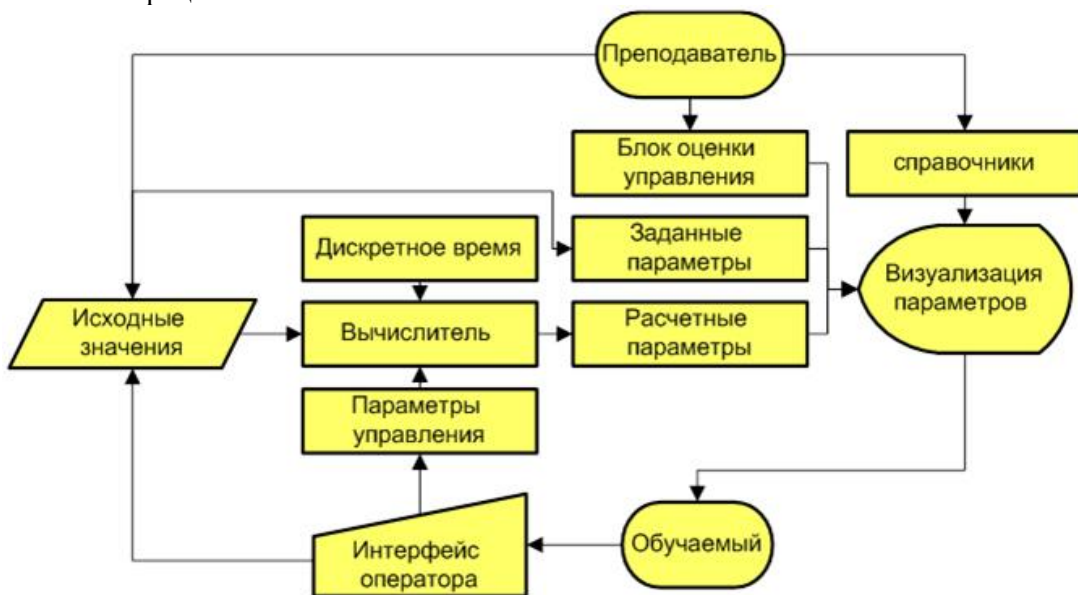 Преподаватель
Блок оценки
управления
справочники
Дискретное время
Заданные
параметры
Визуализация
параметров
Исходные
значения
Вычислитель
Расчетные
параметры
Параметры
управления
Интерфейс
оператора
Обучаемый